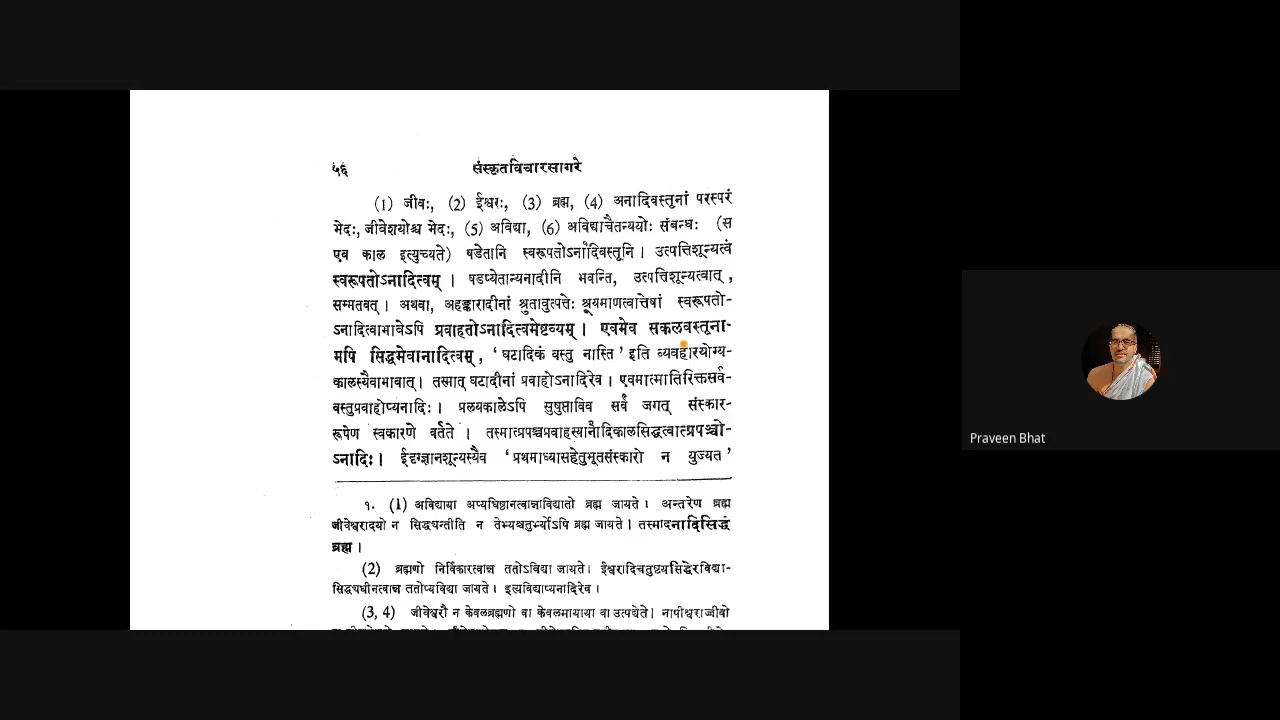 ५६ संस्कृतविचारसागरे
(1) जीवः, (2) ईश्वरः, (3) ब्रह्म, (4) अनादिवस्तूनां परस्परं
भेदः, जीवेशयोश्च भेदः, (5) अविद्या, (6) अविद्याचैतन्ययोः संबन्धः (स
एव काल इत्युच्यते) षडेतानि स्वरूपतोऽर्नादिवस्तूनि । उत्पत्तिशून्यत्वं
स्वरूपतोऽनादित्वम् । षडप्येतान्यनादीनि भवन्ति, उत्पत्तिशून्यत्वात् ,
सम्मतवत् । अथवा, अहङ्कारादीनां श्रुतावुत्पत्तेः श्रूयमाणत्वात्तेषां स्वरूपतो-
ऽनादित्वाभावेऽपि प्रवाहतोऽनादित्वमेष्टव्यम् । एवमेव सकलवस्तूना-
मपि सिद्धमेवानादित्वम् , ‘ घटादिकं वस्तु नास्ति ’ इति व्यवहारयोग्य-
कालस्यैवाभावात् । तस्मात् घटादीनां प्रवाहोऽनादिरेव । एवमात्मातिरिक्तसर्व-
वस्तुप्रवाहोप्यनादिः । प्रलयकालेऽपि सुषुप्ताविव सर्वं जगत् संस्कार-
रूपेण स्वकारणे वर्तते । तस्मात्प्रपञ्चप्रवाहस्यानादिकालसिद्धत्वात्प्रपञ्चो-
ऽनादिः । ईदृग्ज्ञानशून्यस्यैव ‘ प्रथमाध्यासहेतुभूतसंस्कारो न युज्यत ’
१. (1) अविद्याया अप्यधिष्ठानत्वान्नाविद्यातो ब्रह्म जायते । अन्तरेण ब्रह्म
जीवेश्वरादयो न सिद्ध्यन्तीति न तेभ्यश्चतुर्भ्योऽपि ब्रह्म जायते । तस्मादनादिसिद्धं
ब्रह्म ।
(2) ब्रह्मणो निर्विकारत्वान्न ततोऽविद्या जायते । ईश्वरादिचतुष्टयसिद्धेरविद्या-
सिद्ध्यधीनत्वान्न ततोप्यविद्या जायते । इत्यविद्याप्यनादिरेव ।
(3, 4) जीवेश्वरौ न केवलब्रह्मणो वा केवलमायाया वा उत्पद्येते । नापीश्वराज्जीवो
Praveen Bhat